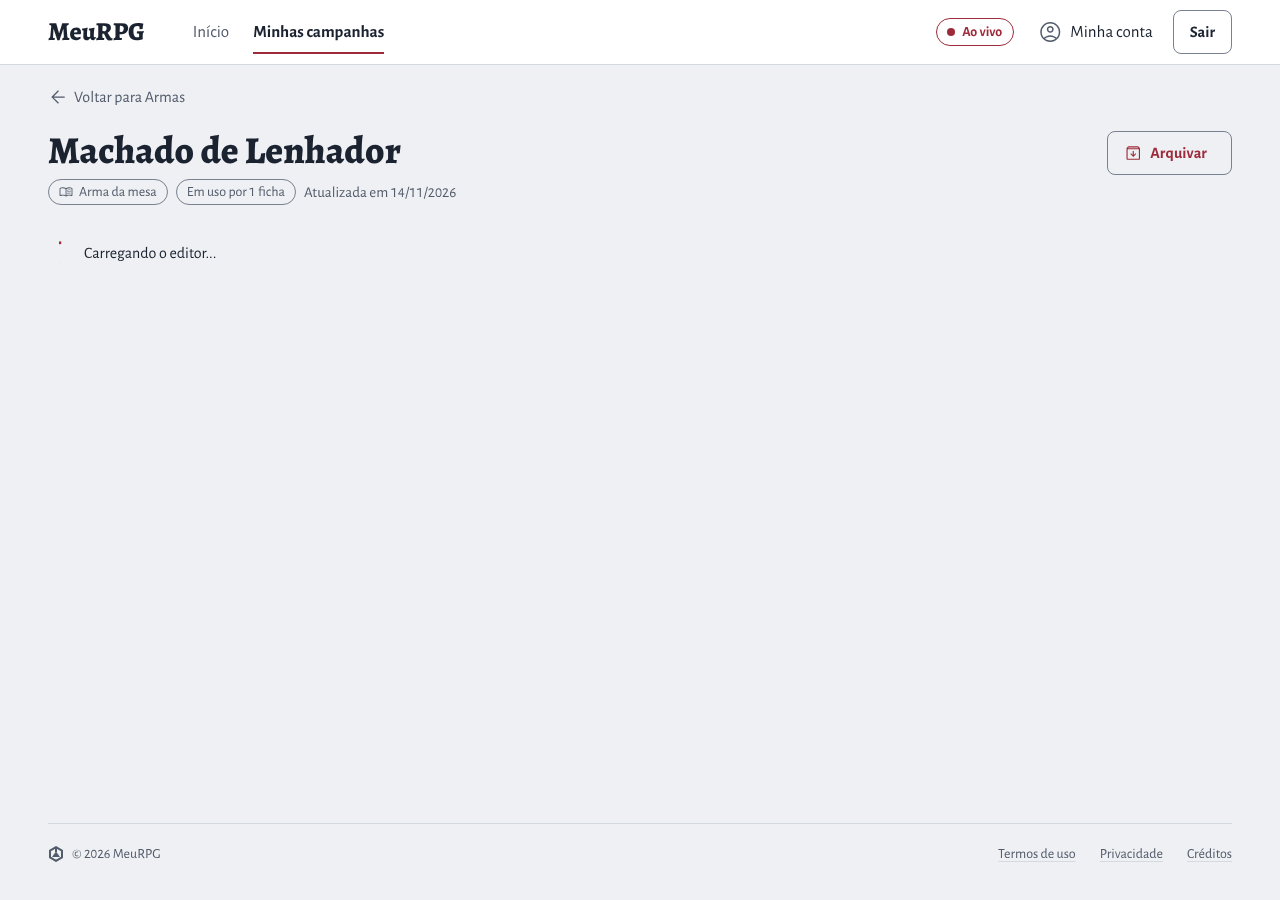 MeuRPG
Início
Minhas campanhas
Ao vivo
Minha conta
Sair
Voltar para Armas
Machado de Lenhador
Arquivar
Arma da mesa
Em uso por 1 ficha
Atualizada em 14/11/2026
Carregando o editor...
© 2026 MeuRPG
Termos de uso
Privacidade
Créditos